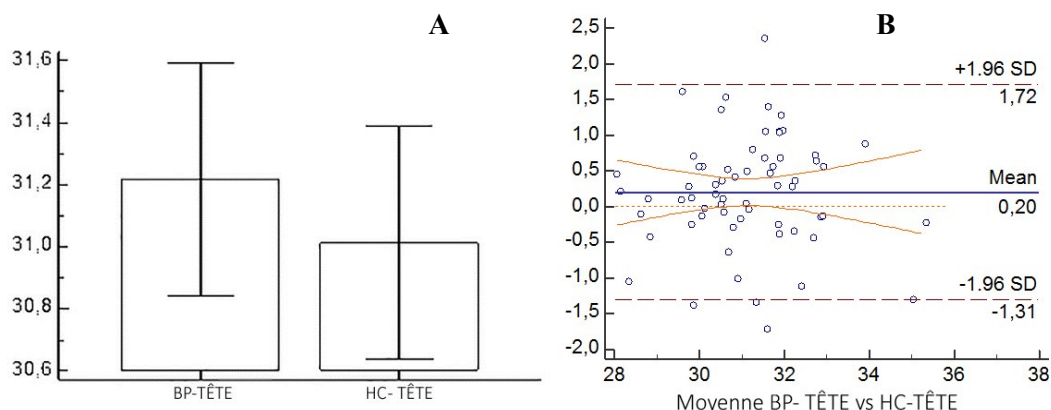 A
31,6
31,4
31,2
31,0
30,8
30,6
BP-TÊTE HC- TÊTE
B
2,5
2,0
1,5
1,0
0,5
0,0
-0,5
-1,0
-1,5
-2,0
+1.96 SD
1,72
Mean
0,20
-1.96 SD
-1,31
28 30 32 34 36 38
Moyenne BP- TÊTE vs HC-TÊTE